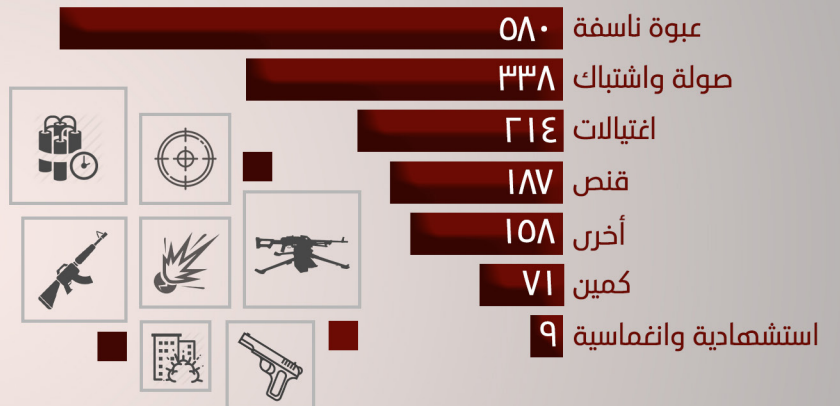 عبوة ناسفة ٥٨٠
صولة واشتباك ٣٣٨
اغتيالات ٢١٤
قنص ١٨٧
أخرى ١٥٨
كمين ٧١
استشهادية وانغماسية ٩